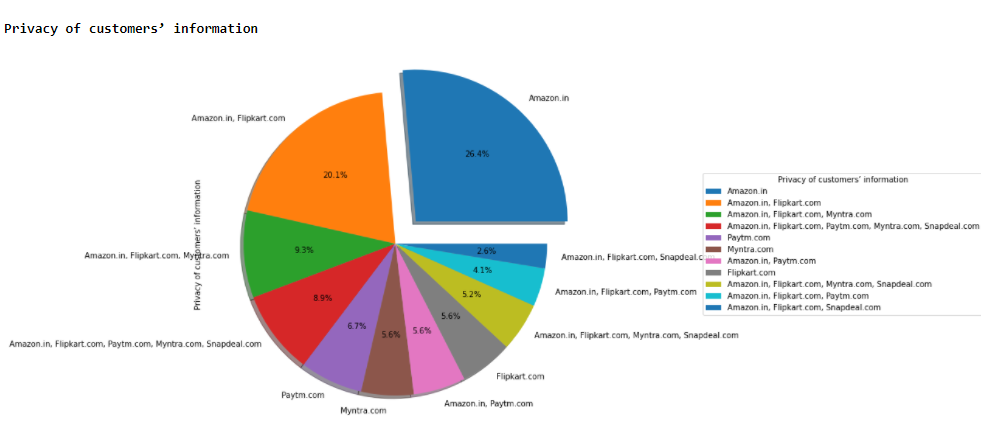 Privacy of customers’ information
Amazon.in
26.4%
Amazon.in, Flipkart.com
20.1%
Amazon.in, Flipkart.com, Myntra.com
9.3%
Privacy of customers’ information
Amazon.in, Flipkart.com, Paytm.com, Myntra.com, Snapdeal.com
8.9%
Paytm.com
6.7%
Myntra.com
5.6%
Amazon.in, Paytm.com
5.6%
Flipkart.com
5.6%
Amazon.in, Flipkart.com, Myntra.com, Snapdeal.com
5.2%
Amazon.in, Flipkart.com, Paytm.com
4.1%
Amazon.in, Flipkart.com, Snapdeal.com
2.6%
Privacy of customers’ information
Amazon.in
Amazon.in, Flipkart.com
Amazon.in, Flipkart.com, Myntra.com
Amazon.in, Flipkart.com, Paytm.com, Myntra.com, Snapdeal.com
Paytm.com
Myntra.com
Amazon.in, Paytm.com
Flipkart.com
Amazon.in, Flipkart.com, Myntra.com, Snapdeal.com
Amazon.in, Flipkart.com, Paytm.com
Amazon.in, Flipkart.com, Snapdeal.com